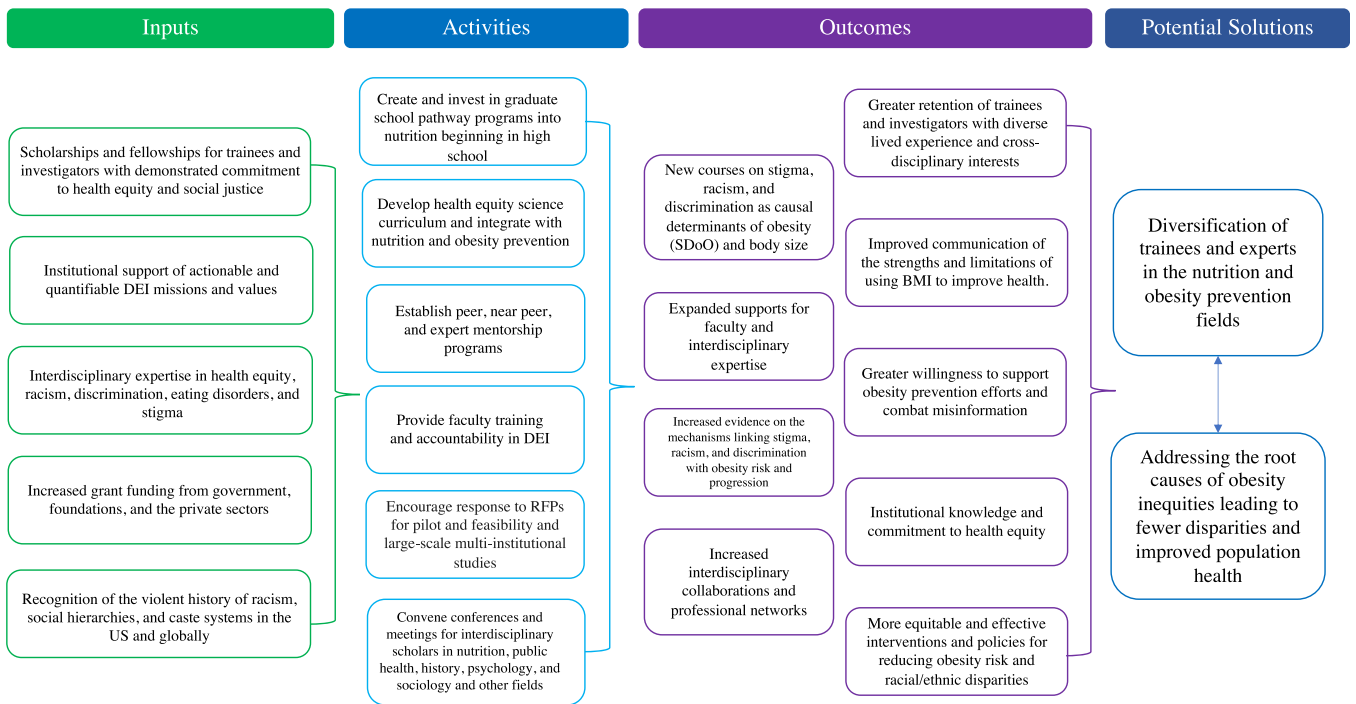 Inputs
Activities
Outcomes
Potential Solutions
Scholarships and fellowships for trainees and
investigators with demonstrated commitment
to health equity and social justice
Institutional support of actionable and
quantifiable DEI missions and values
Interdisciplinary expertise in health equity,
racism, discrimination, eating disorders, and
stigma
Increased grant funding from government,
foundations, and the private sectors
Recognition of the violent history of racism,
social hierarchies, and caste systems in the
US and globally
Create and invest in graduate
school pathway programs into
nutrition beginning in high
school
Develop health equity science
curriculum and integrate with
nutrition and obesity prevention
Establish peer, near peer,
and expert mentorship
programs
Provide faculty training
and accountability in DEI
Encourage response to RFPs
for pilot and feasibility and
large-scale multi-institutional
studies
Convene conferences and
meetings for interdisciplinary
scholars in nutrition, public
health, history, psychology, and
sociology and other fields
New courses on stigma,
racism, and
discrimination as causal
determinants of obesity
(SDoO) and body size
Expanded supports for
faculty and
interdisciplinary
expertise
Increased evidence on the
mechanisms linking stigma,
racism, and discrimination
with obesity risk and
progression
Increased
interdisciplinary
collaborations and
professional networks
Greater retention of trainees
and investigators with diverse
lived experience and cross-
disciplinary interests
Improved communication of
the strengths and limitations of
using BMI to improve health.
Greater willingness to support
obesity prevention efforts and
combat misinformation
Institutional knowledge and
commitment to health equity
More equitable and effective
interventions and policies for
reducing obesity risk and
racial/ethnic disparities
Diversification of
trainees and experts
in the nutrition and
obesity prevention
fields
Addressing the root
causes of obesity
inequities leading to
fewer disparities and
improved population
health